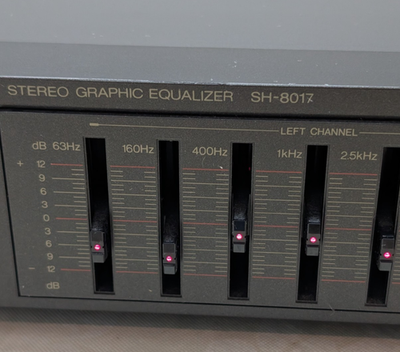 STEREO GRAPHIC EQUALIZER SH-8017
LEFT CHANNEL
dB 63Hz 160Hz 400Hz 1kHz 2.5kHz
+ 12
9
6
3
0
3
6
9
- 12
dB